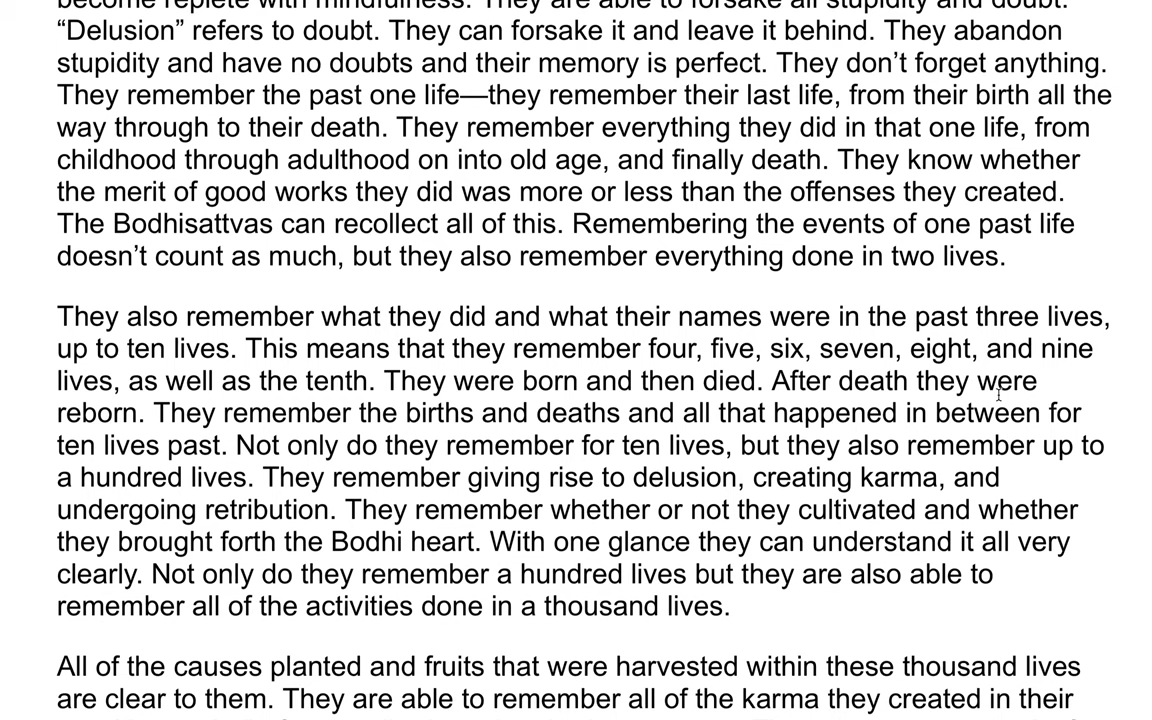 become replete with mindfulness. They are able to forsake all stupidity and doubt.
“Delusion” refers to doubt. They can forsake it and leave it behind. They abandon
stupidity and have no doubts and their memory is perfect. They don’t forget anything.
They remember the past one life—they remember their last life, from their birth all the
way through to their death. They remember everything they did in that one life, from
childhood through adulthood on into old age, and finally death. They know whether
the merit of good works they did was more or less than the offenses they created.
The Bodhisattvas can recollect all of this. Remembering the events of one past life
doesn’t count as much, but they also remember everything done in two lives.
They also remember what they did and what their names were in the past three lives,
up to ten lives. This means that they remember four, five, six, seven, eight, and nine
lives, as well as the tenth. They were born and then died. After death they were
reborn. They remember the births and deaths and all that happened in between for
ten lives past. Not only do they remember for ten lives, but they also remember up to
a hundred lives. They remember giving rise to delusion, creating karma, and
undergoing retribution. They remember whether or not they cultivated and whether
they brought forth the Bodhi heart. With one glance they can understand it all very
clearly. Not only do they remember a hundred lives but they are also able to
remember all of the activities done in a thousand lives.
All of the causes planted and fruits that were harvested within these thousand lives
are clear to them. They are able to remember all of the karma they created in their